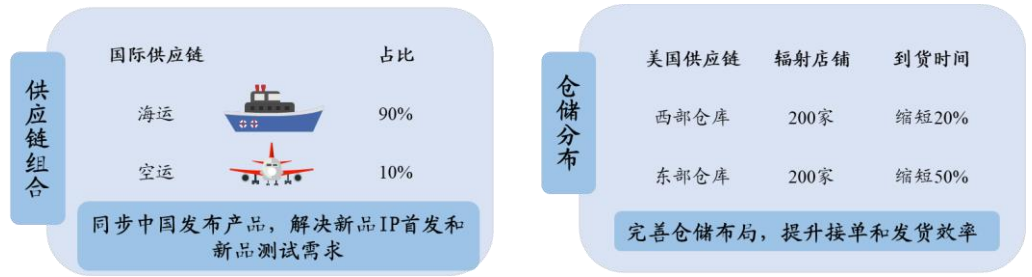 供应链组合
国际供应链 占比
海运 90%
空运 10%
同步中国发布产品，解决新品IP首发和
新品测试需求
仓储分布
美国供应链 辐射店铺 到货时间
西部仓库 200家 缩短20%
东部仓库 200家 缩短50%
完善仓储布局，提升接单和发货效率